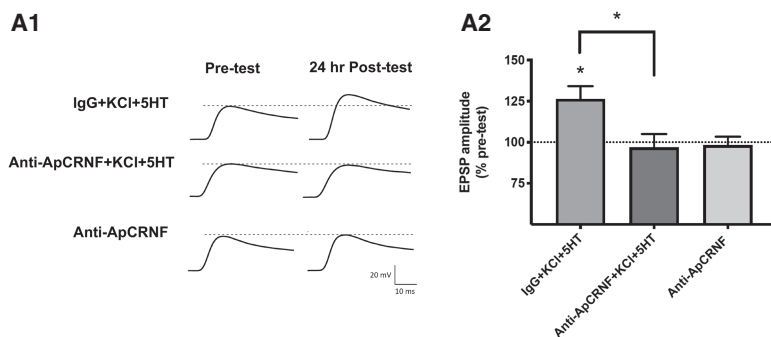 A1
Pre-test
24 hr Post-test
IgG+KCl+5HT
Anti-ApCRNF+KCl+5HT
Anti-ApCRNF
20 mV
10 ms
A2
*
*
EPSP amplitude
(% pre-test)
150
125
100
75
IgG+KCl+5HT
Anti-ApCRNF+KCl+5HT
Anti-ApCRNF